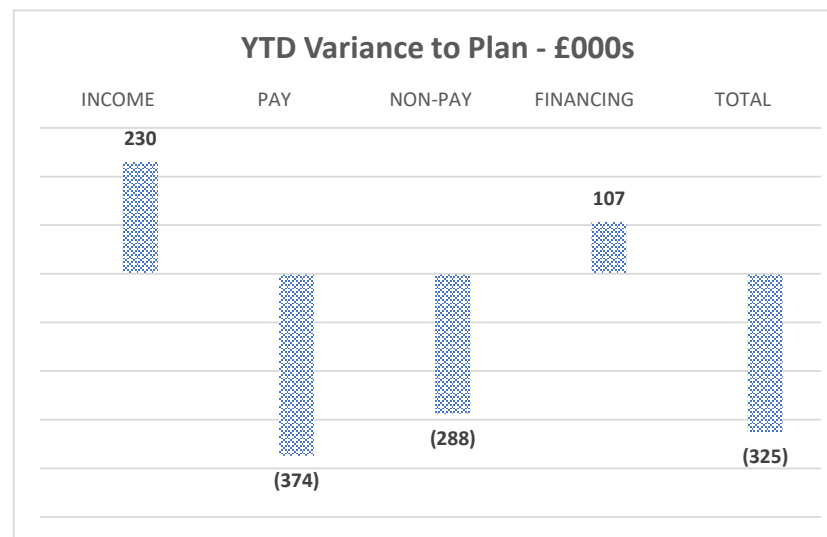 YTD Variance to Plan - £000s
INCOME PAY NON-PAY FINANCING TOTAL
230
107
(288)
(325)
(374)